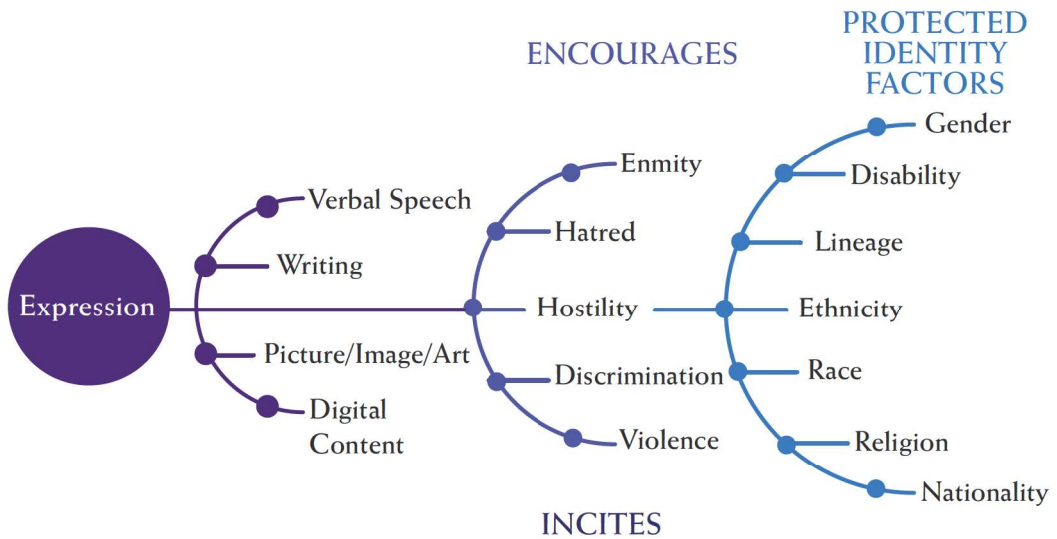 PROTECTED
IDENTITY
FACTORS
ENCOURAGES
Expression
Verbal Speech
Writing
Picture/Image/Art
Digital
Content
Enmity
Hatred
Hostility
Discrimination
Violence
INCITES
Gender
Disability
Lineage
Ethnicity
Race
Religion
Nationality